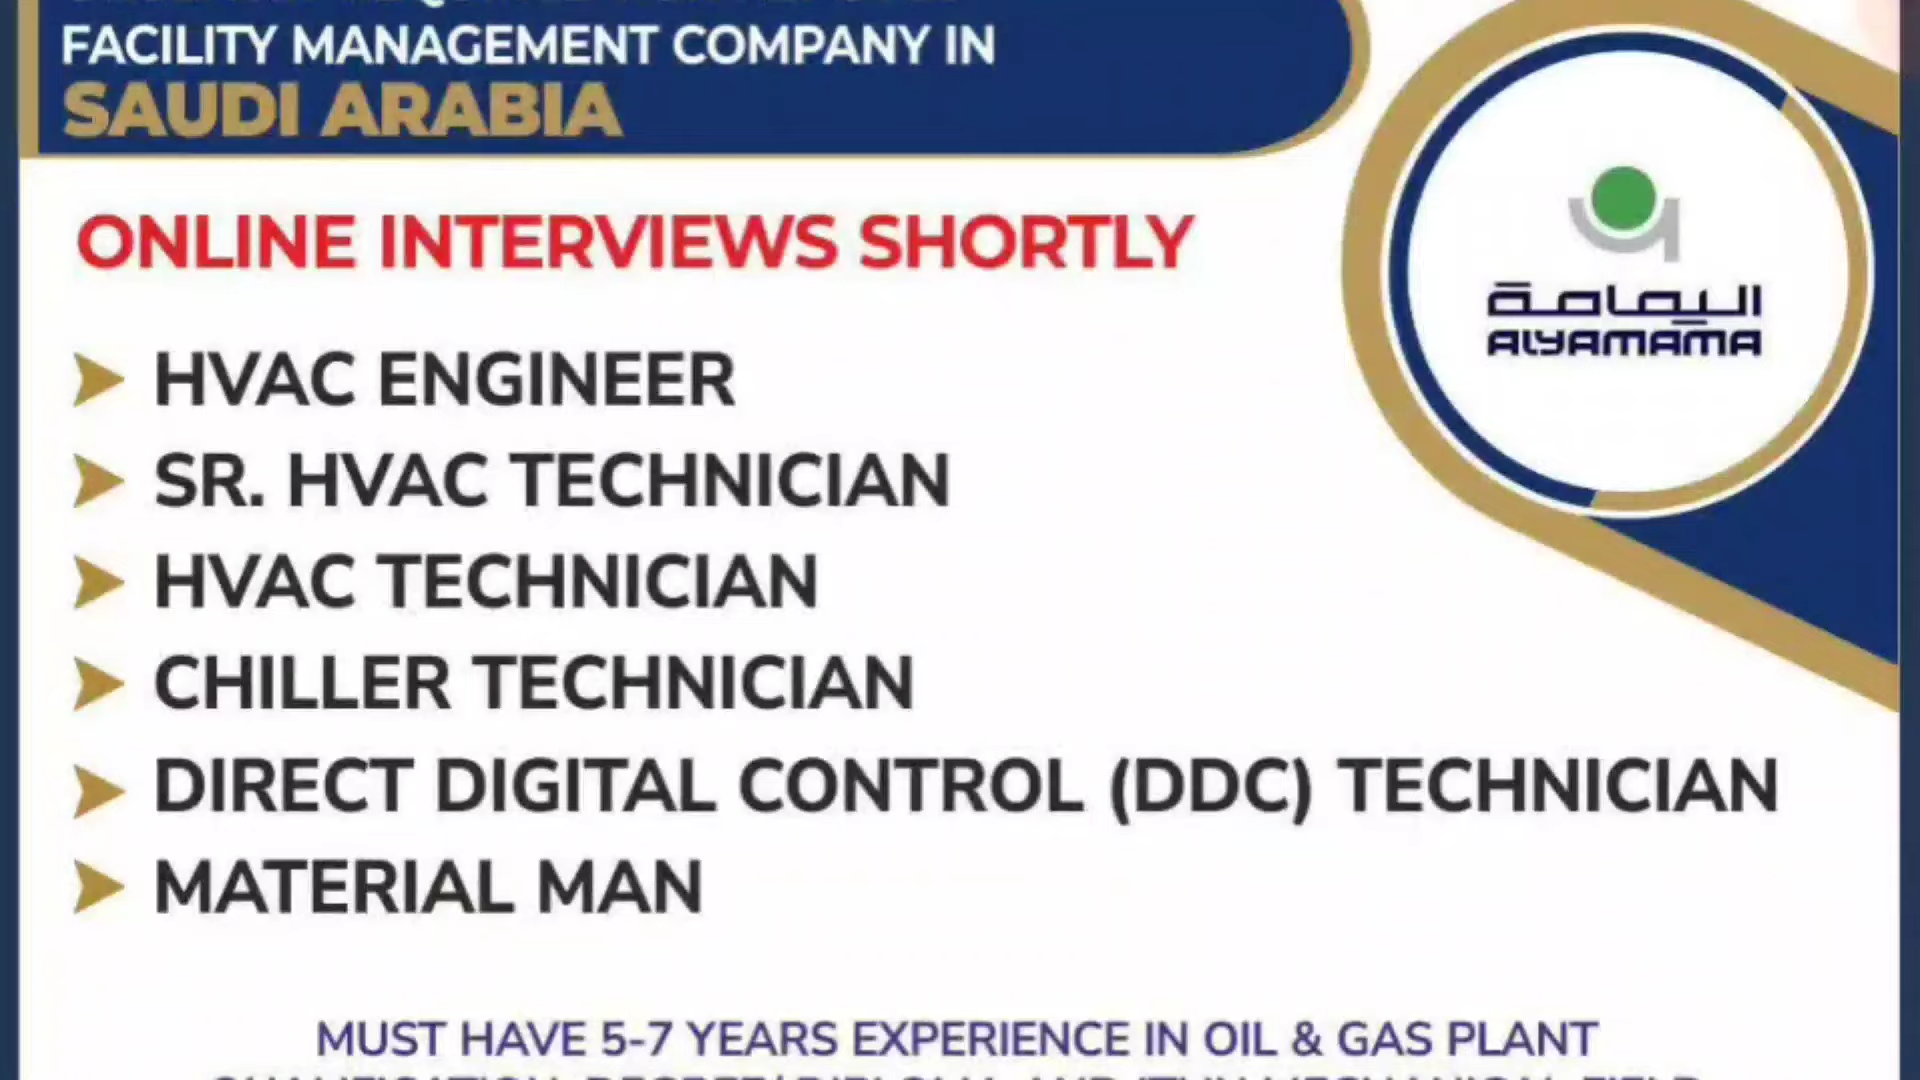 FACILITY MANAGEMENT COMPANY IN
SAUDI ARABIA
ONLINE INTERVIEWS SHORTLY
اليمامة
ALYAMAMA
HVAC ENGINEER
SR. HVAC TECHNICIAN
HVAC TECHNICIAN
CHILLER TECHNICIAN
DIRECT DIGITAL CONTROL (DDC) TECHNICIAN
MATERIAL MAN
MUST HAVE 5-7 YEARS EXPERIENCE IN OIL & GAS PLANT